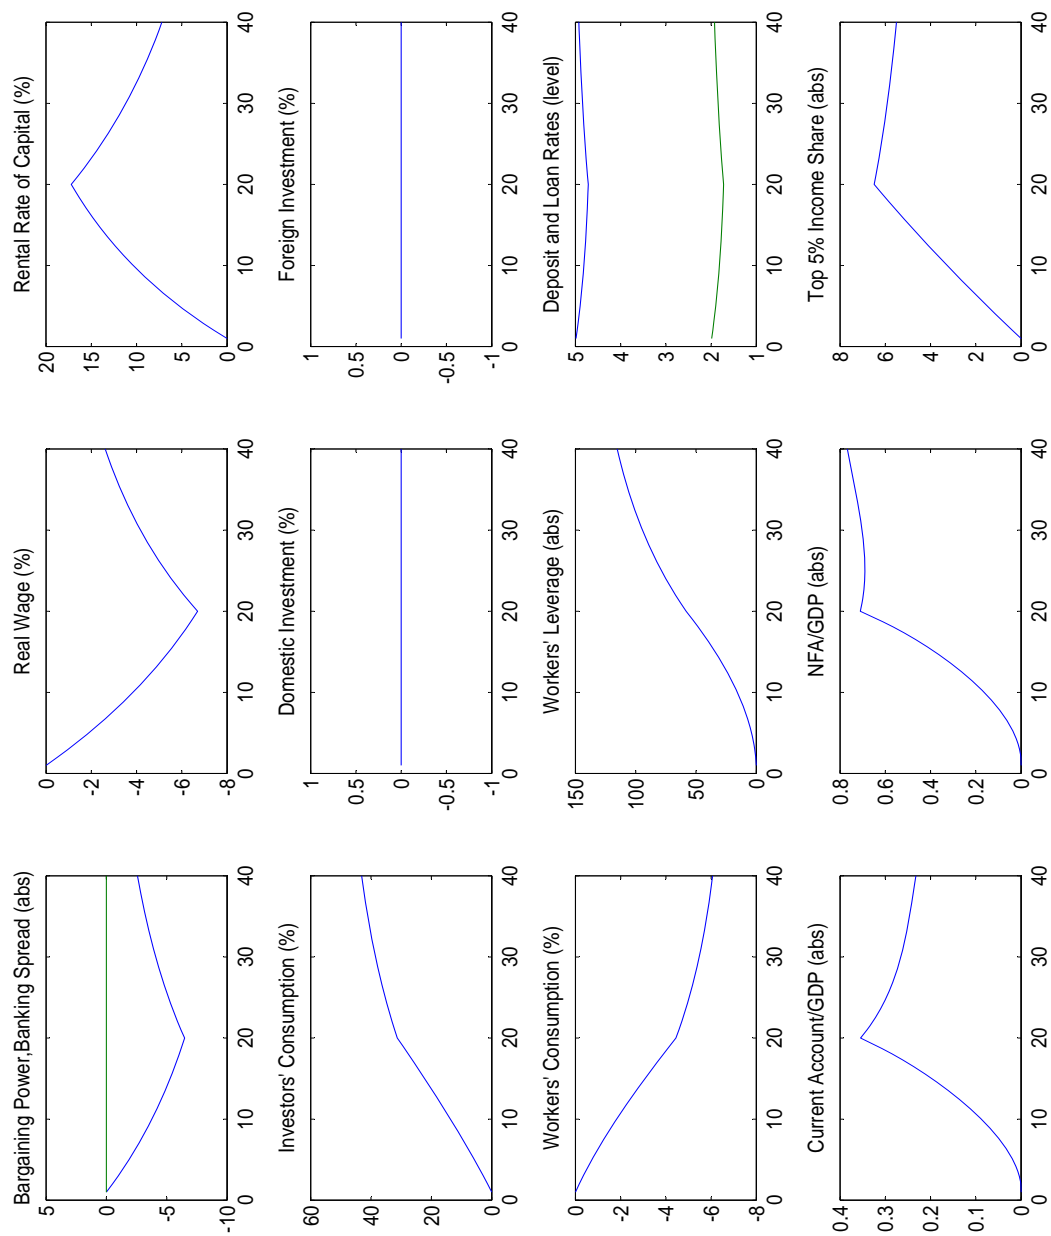 Bargaining Power,Banking Spread (abs)
5
0
-5
-10
0 10 20 30 40
Real Wage (%)
0
-2
-4
-6
-8
0 10 20 30 40
Rental Rate of Capital (%)
20
15
10
5
0
0 10 20 30 40
Investors' Consumption (%)
60
40
20
0
0 10 20 30 40
Domestic Investment (%)
1
0.5
0
-0.5
-1
0 10 20 30 40
Foreign Investment (%)
1
0.5
0
-0.5
-1
0 10 20 30 40
Workers' Consumption (%)
0
-2
-4
-6
-8
0 10 20 30 40
Workers' Leverage (abs)
150
100
50
0
0 10 20 30 40
Deposit and Loan Rates (level)
5
4
3
2
1
0 10 20 30 40
Current Account/GDP (abs)
0.4
0.3
0.2
0.1
0
0 10 20 30 40
NFA/GDP (abs)
0.8
0.6
0.4
0.2
0
0 10 20 30 40
Top 5% Income Share (abs)
8
6
4
2
0
0 10 20 30 40